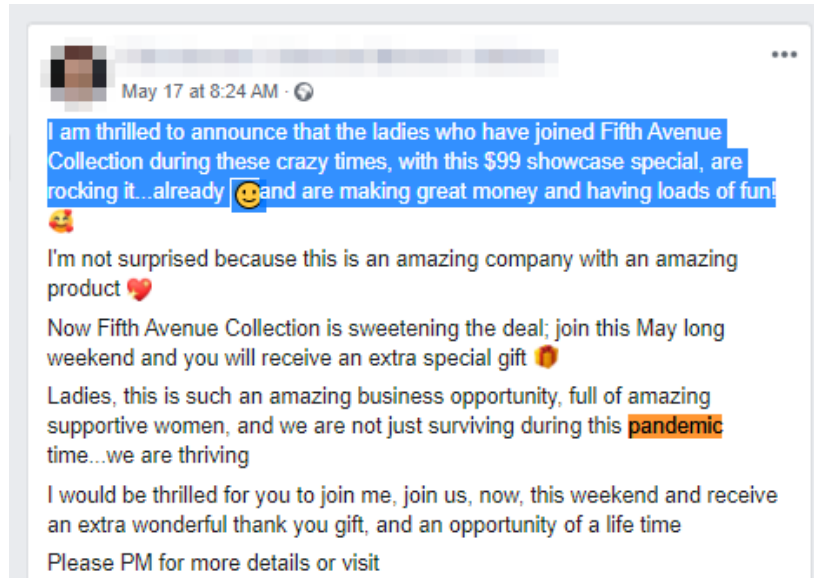 May 17 at 8:24 AM ·
I am thrilled to announce that the ladies who have joined Fifth Avenue
Collection during these crazy times, with this $99 showcase special, are
rocking it...already 🙂and are making great money and having loads of fun!
🥰
I'm not surprised because this is an amazing company with an amazing
product 💖
Now Fifth Avenue Collection is sweetening the deal; join this May long
weekend and you will receive an extra special gift 🎁
Ladies, this is such an amazing business opportunity, full of amazing
supportive women, and we are not just surviving during this pandemic
time...we are thriving
I would be thrilled for you to join me, join us, now, this weekend and receive
an extra wonderful thank you gift, and an opportunity of a life time
Please PM for more details or visit